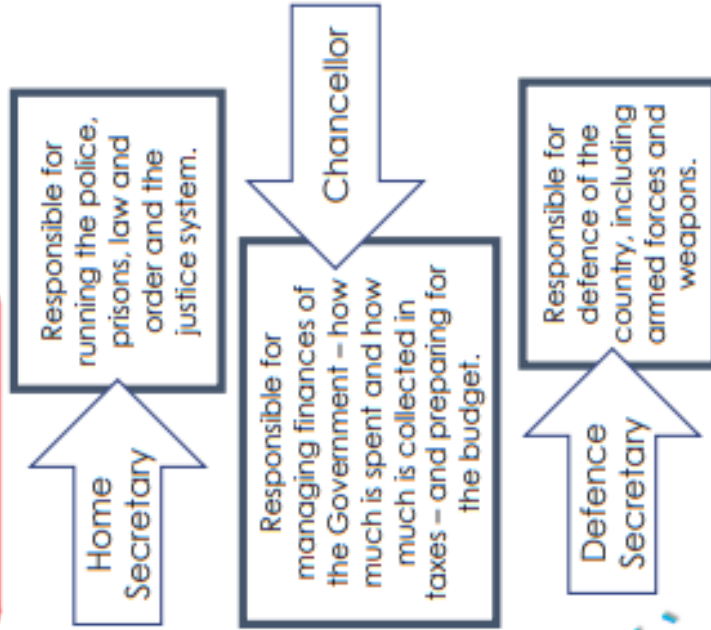 Home
Secretary
Responsible for
running the police,
prisons, law and
order and the
justice system.
Responsible for
managing finances of
the Government – how
much is spent and how
much is collected in
taxes – and preparing for
the budget.
Chancellor
Defence
Secretary
Responsible for
defence of the
country, including
armed forces and
weapons.